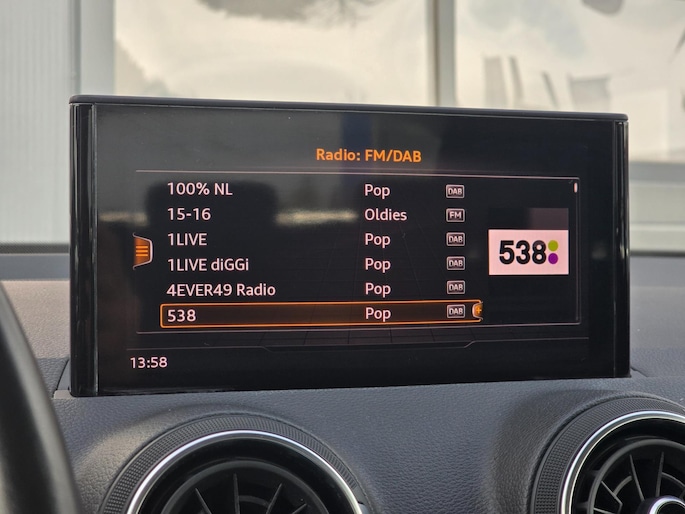 Radio: FM/DAB
100% NL Pop DAB
15-16 Oldies FM
1LIVE Pop DAB
1LIVE diGGi Pop DAB
538
4EVER49 Radio Pop DAB
538 Pop DAB
13:58